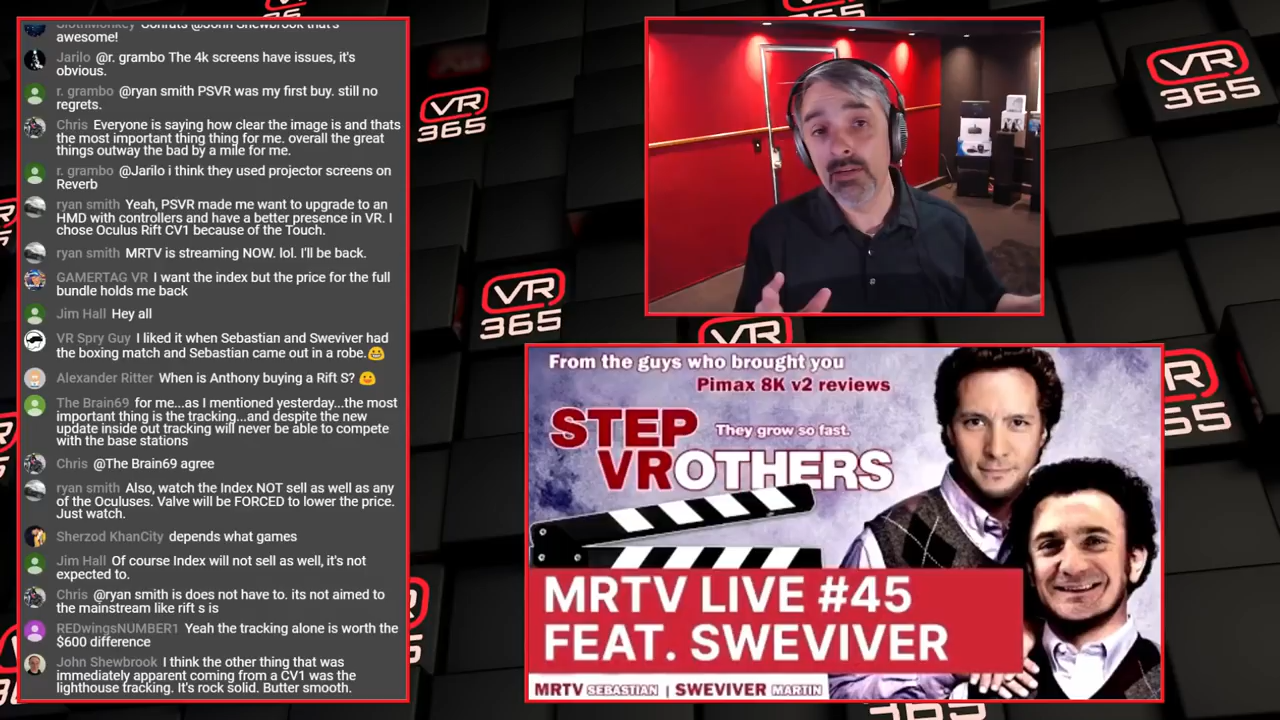 SlothMonkey Conrats @John Shewbrook that's
awesome!
Jarilo @r. grambo The 4k screens have issues, it's
obvious.
r. grambo @ryan smith PSVR was my first buy. still no
regrets.
Chris Everyone is saying how clear the image is and thats
the most important thing thing for me. overall the great
things outway the bad by a mile for me.
r. grambo @Jarilo i think they used projector screens on
Reverb
ryan smith Yeah, PSVR made me want to upgrade to an
HMD with controllers and have a better presence in VR. I
chose Oculus Rift CV1 because of the Touch.
ryan smith MRTV is streaming NOW. lol. I'll be back.
GAMERTAG VR I want the index but the price for the full
bundle holds me back
Jim Hall Hey all
VR Spry Guy I liked it when Sebastian and Sweviver had
the boxing match and Sebastian came out in a robe.
Alexander Ritter When is Anthony buying a Rift S?
The Brain69 for me...as I mentioned yesterday...the most
important thing is the tracking...and despite the new
update inside out tracking will never be able to compete
with the base stations
Chris @The Brain69 agree
ryan smith Also, watch the Index NOT sell as well as any
of the Oculuses. Valve will be FORCED to lower the price.
Just watch.
Sherzod KhanCity depends what games
Jim Hall Of course Index will not sell as well, it's not
expected to.
Chris @ryan smith is does not have to. its not aimed to
the mainstream like rift s is
REDwingsNUMBER1 Yeah the tracking alone is worth the
$600 difference
John Shewbrook I think the other thing that was
immediately apparent coming from a CV1 was the
lighthouse tracking. It's rock solid. Butter smooth.
VR
365
VR
365
VR
365
VR
365
VR
R
65
From the guys who brought you
Pimax 8K v2 reviews
STEP
They grow so fast.
VROTHERS
MRTV LIVE #45
FEAT. SWEVIVER
MRTV SEBASTIAN | SWEVIVER MARTIN
365